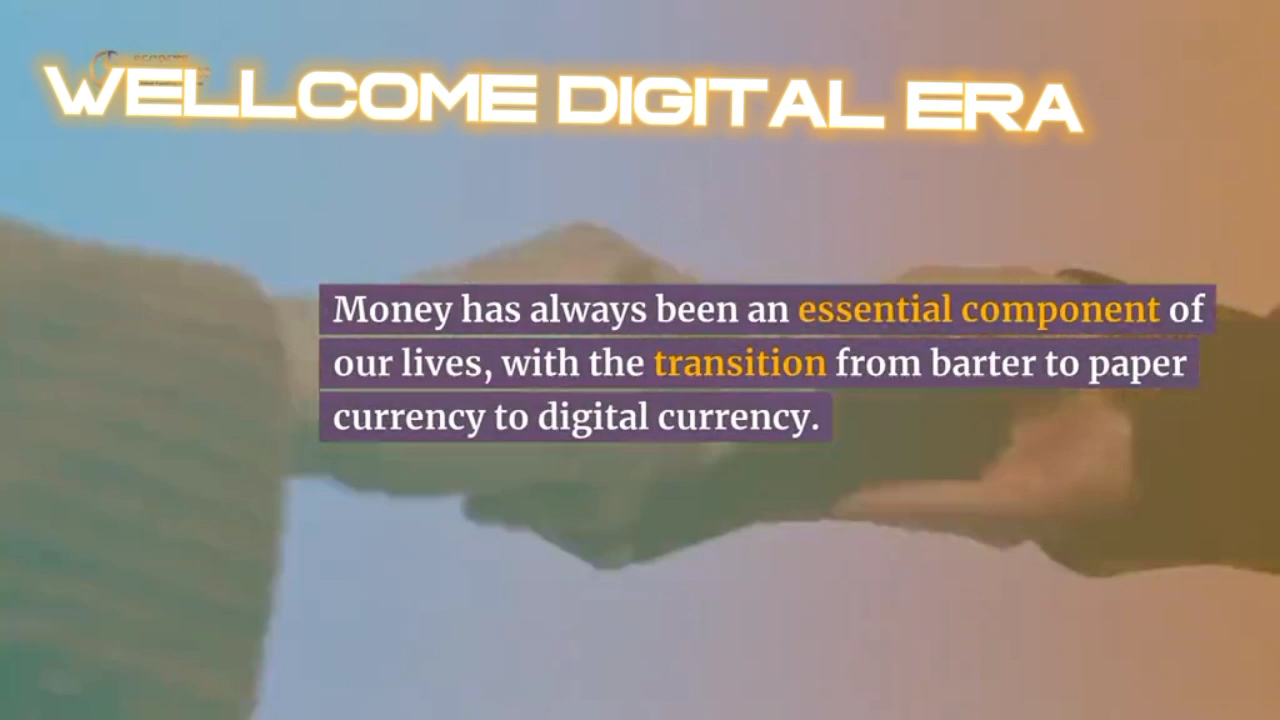 WELLCOME DIGITAL ERA
Money has always been an essential component of
our lives, with the transition from barter to paper
currency to digital currency.